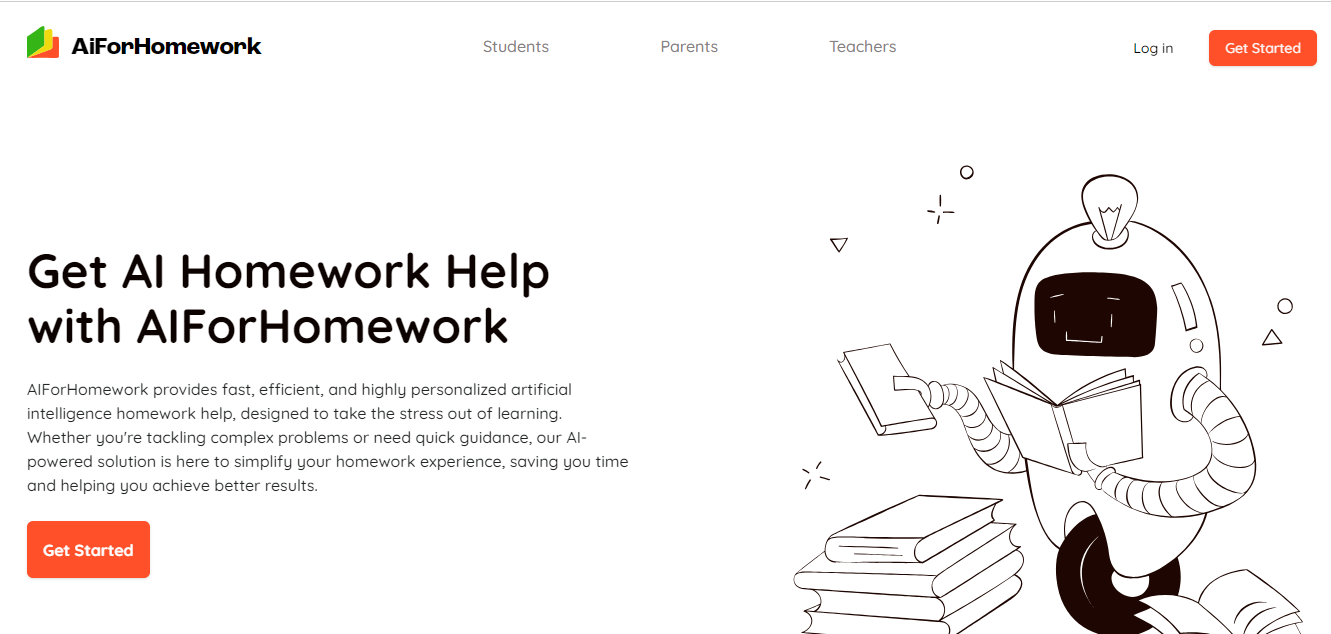 AiForHomework
Students
Parents
Teachers
Log in
Get Started
Get AI Homework Help
with AIForHomework
AIForHomework provides fast, efficient, and highly personalized artificial
intelligence homework help, designed to take the stress out of learning.
Whether you're tackling complex problems or need quick guidance, our AI-
powered solution is here to simplify your homework experience, saving you time
and helping you achieve better results.
Get Started